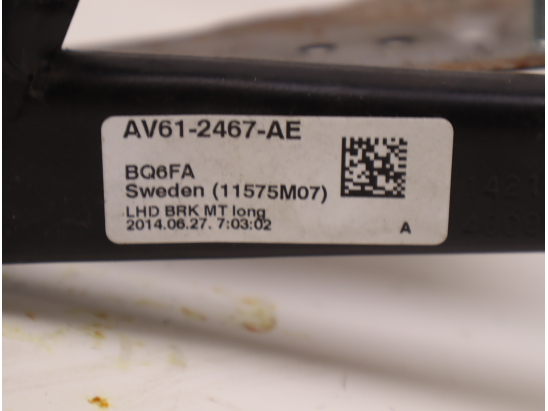 AV61-2467-AE
BQ6FA
Sweden (11575M07)
LHD BRK MT long
2014.06.27. 7:03:02
A